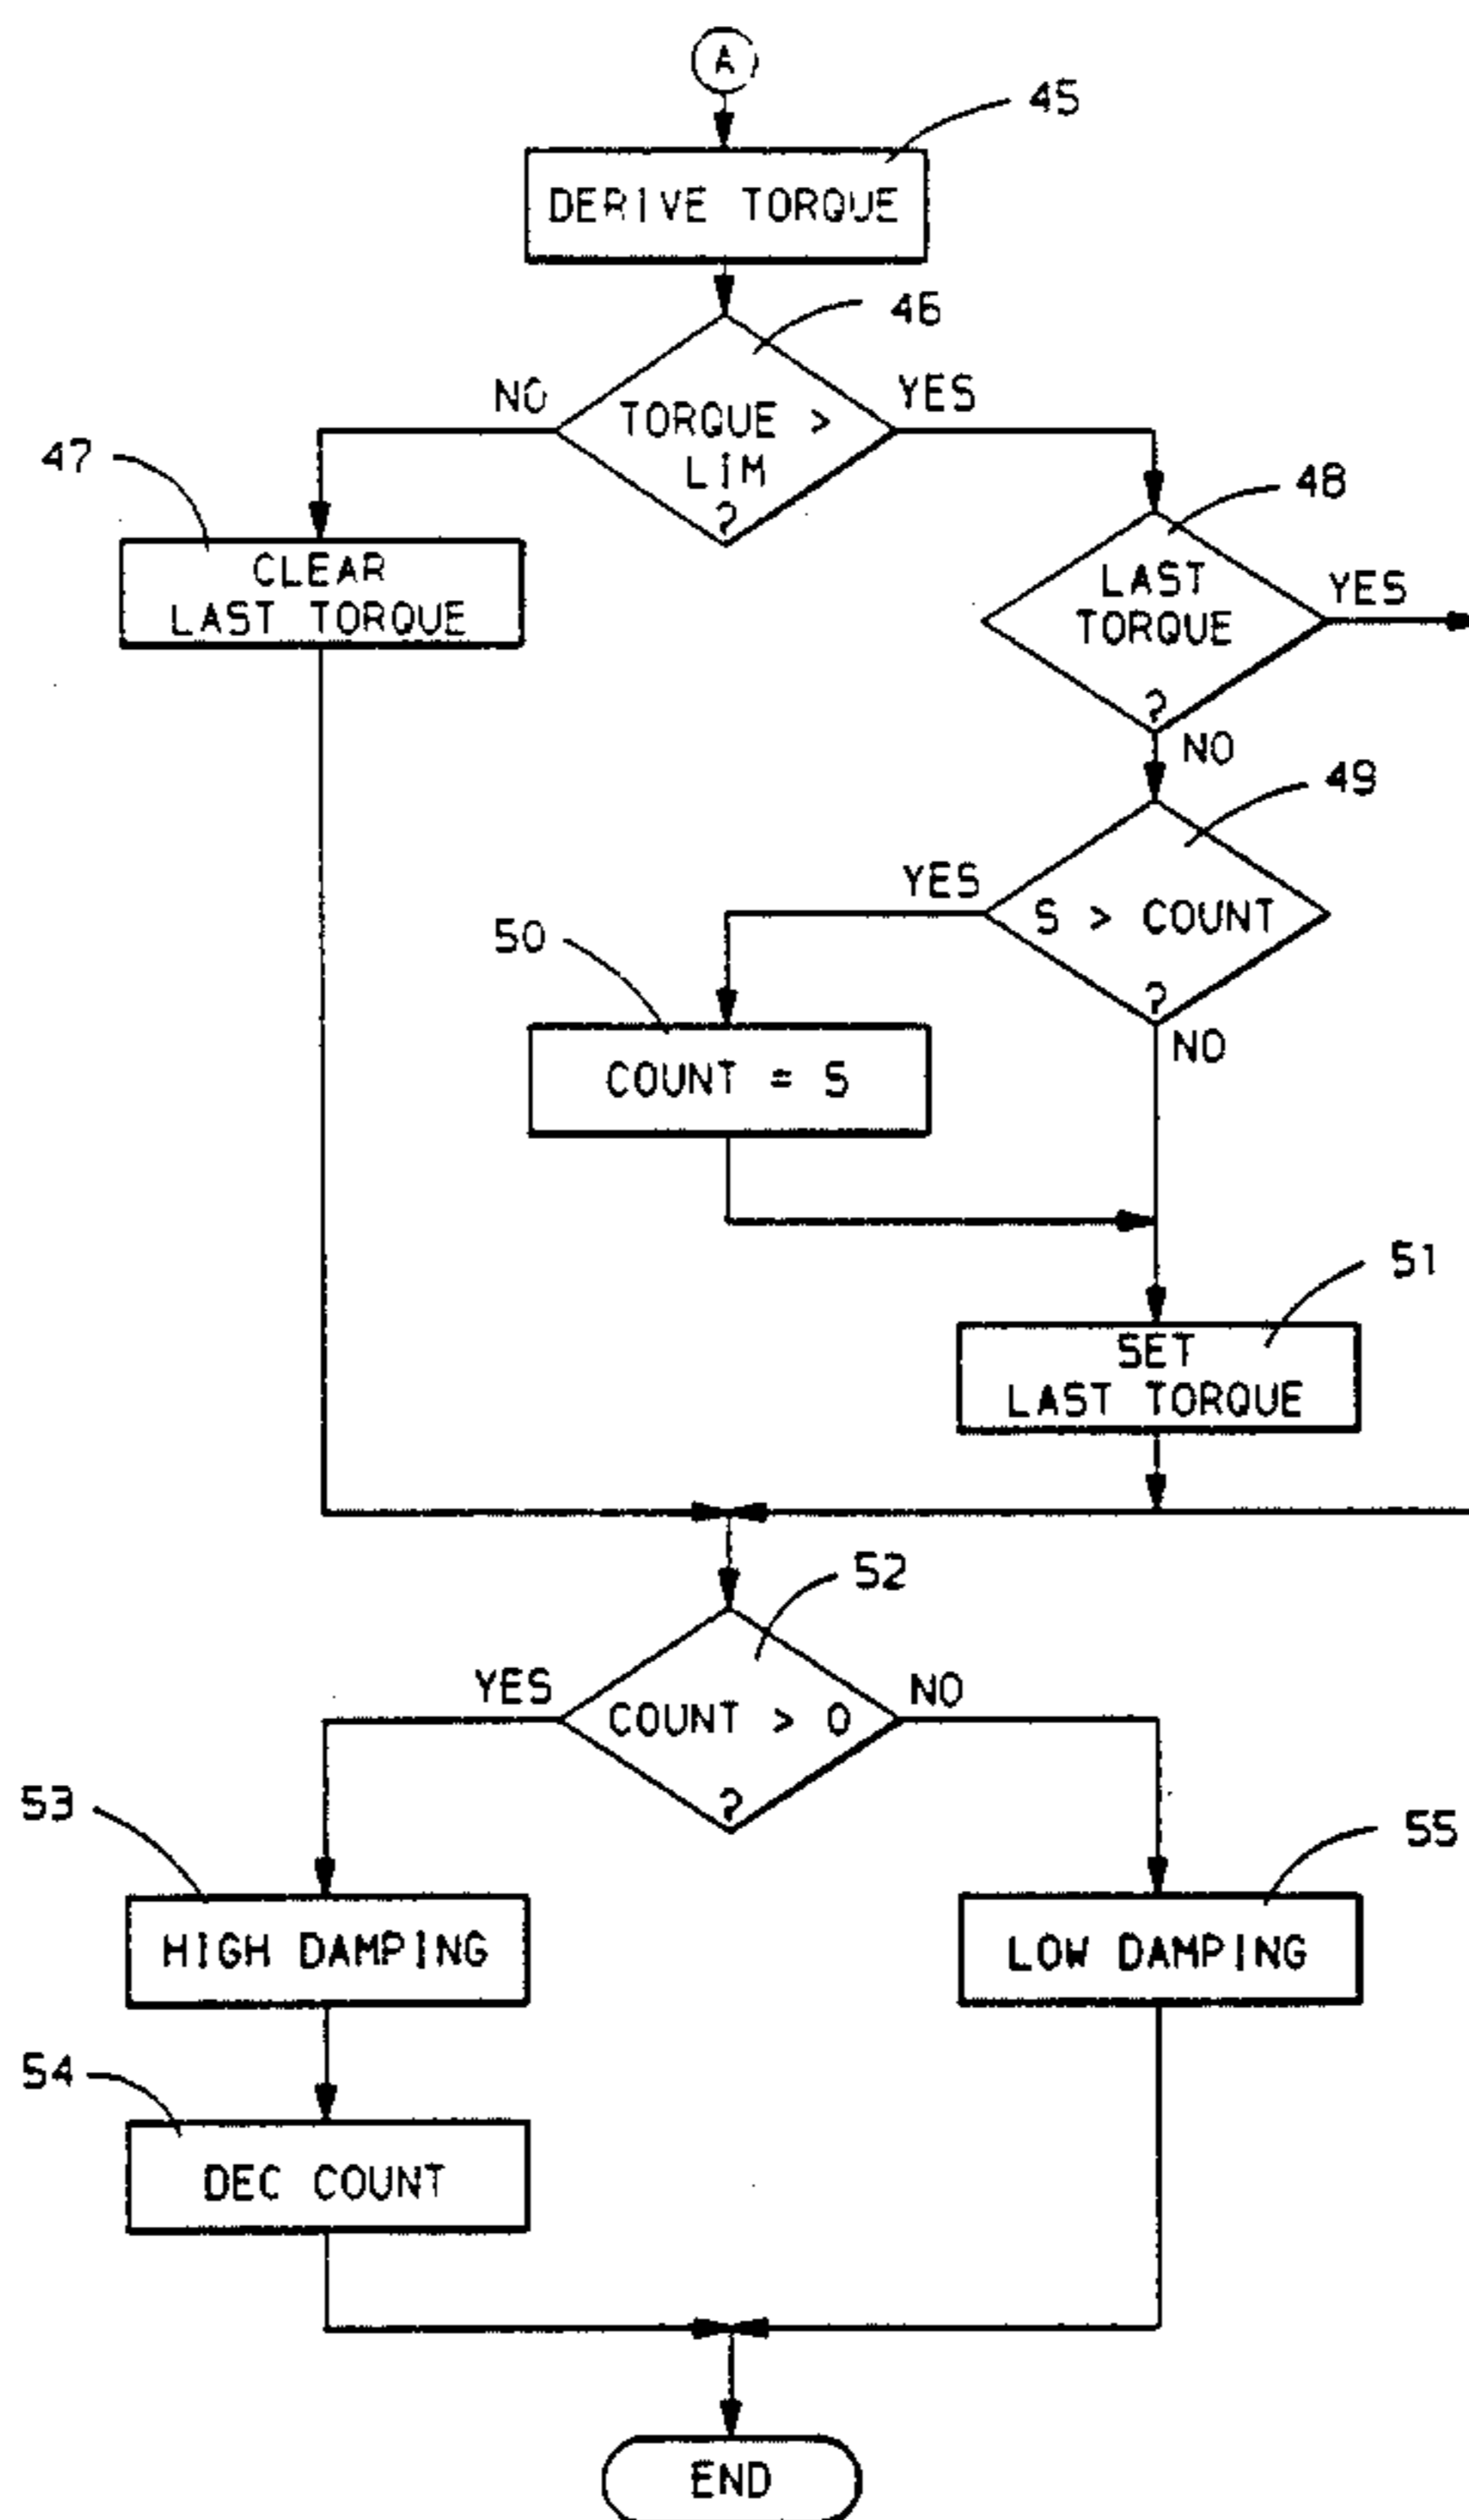 A
45
DERIVE TORQUE
46
NO
TORQUE >
LIM
?
YES
47
48
CLEAR
LAST TORQUE
LAST
TORQUE
?
YES
NO
49
YES
S > COUNT
?
50
NO
COUNT = S
51
SET
LAST TORQUE
52
YES
COUNT > 0
?
NO
53
55
HIGH DAMPING
LOW DAMPING
54
DEC COUNT
END